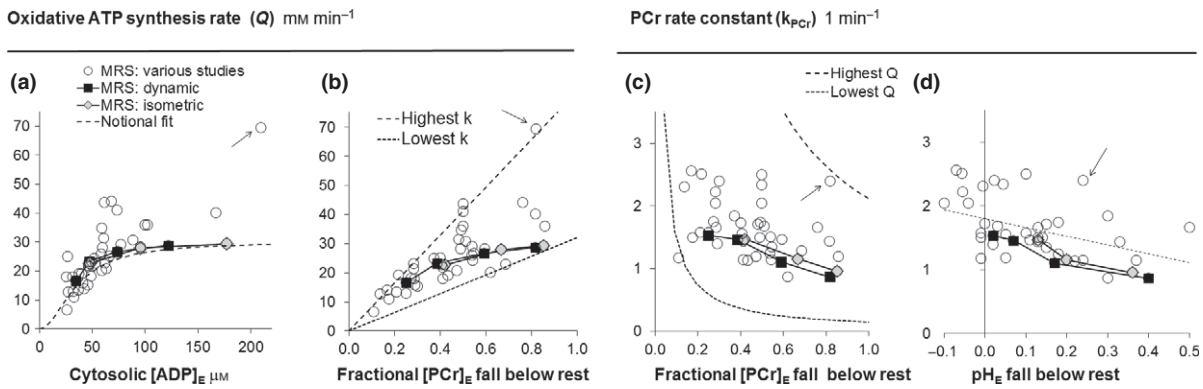 Oxidative ATP synthesis rate (Q) mM min⁻¹
PCr rate constant (kPCr) 1 min⁻¹
(a)
MRS: various studies
MRS: dynamic
MRS: isometric
Notional fit
70
60
50
40
30
20
10
0
0 50 100 150 200
Cytosolic [ADP]E µM
(b)
Highest k
Lowest k
70
60
50
40
30
20
10
0
0.0 0.2 0.4 0.6 0.8 1.0
Fractional [PCr]E fall below rest
(c)
Highest Q
Lowest Q
3
2
1
0
0.0 0.2 0.4 0.6 0.8 1.0
Fractional [PCr]E fall below rest
(d)
3
2
1
0
–0.1 0.0 0.1 0.2 0.3 0.4 0.5
pHE fall below rest